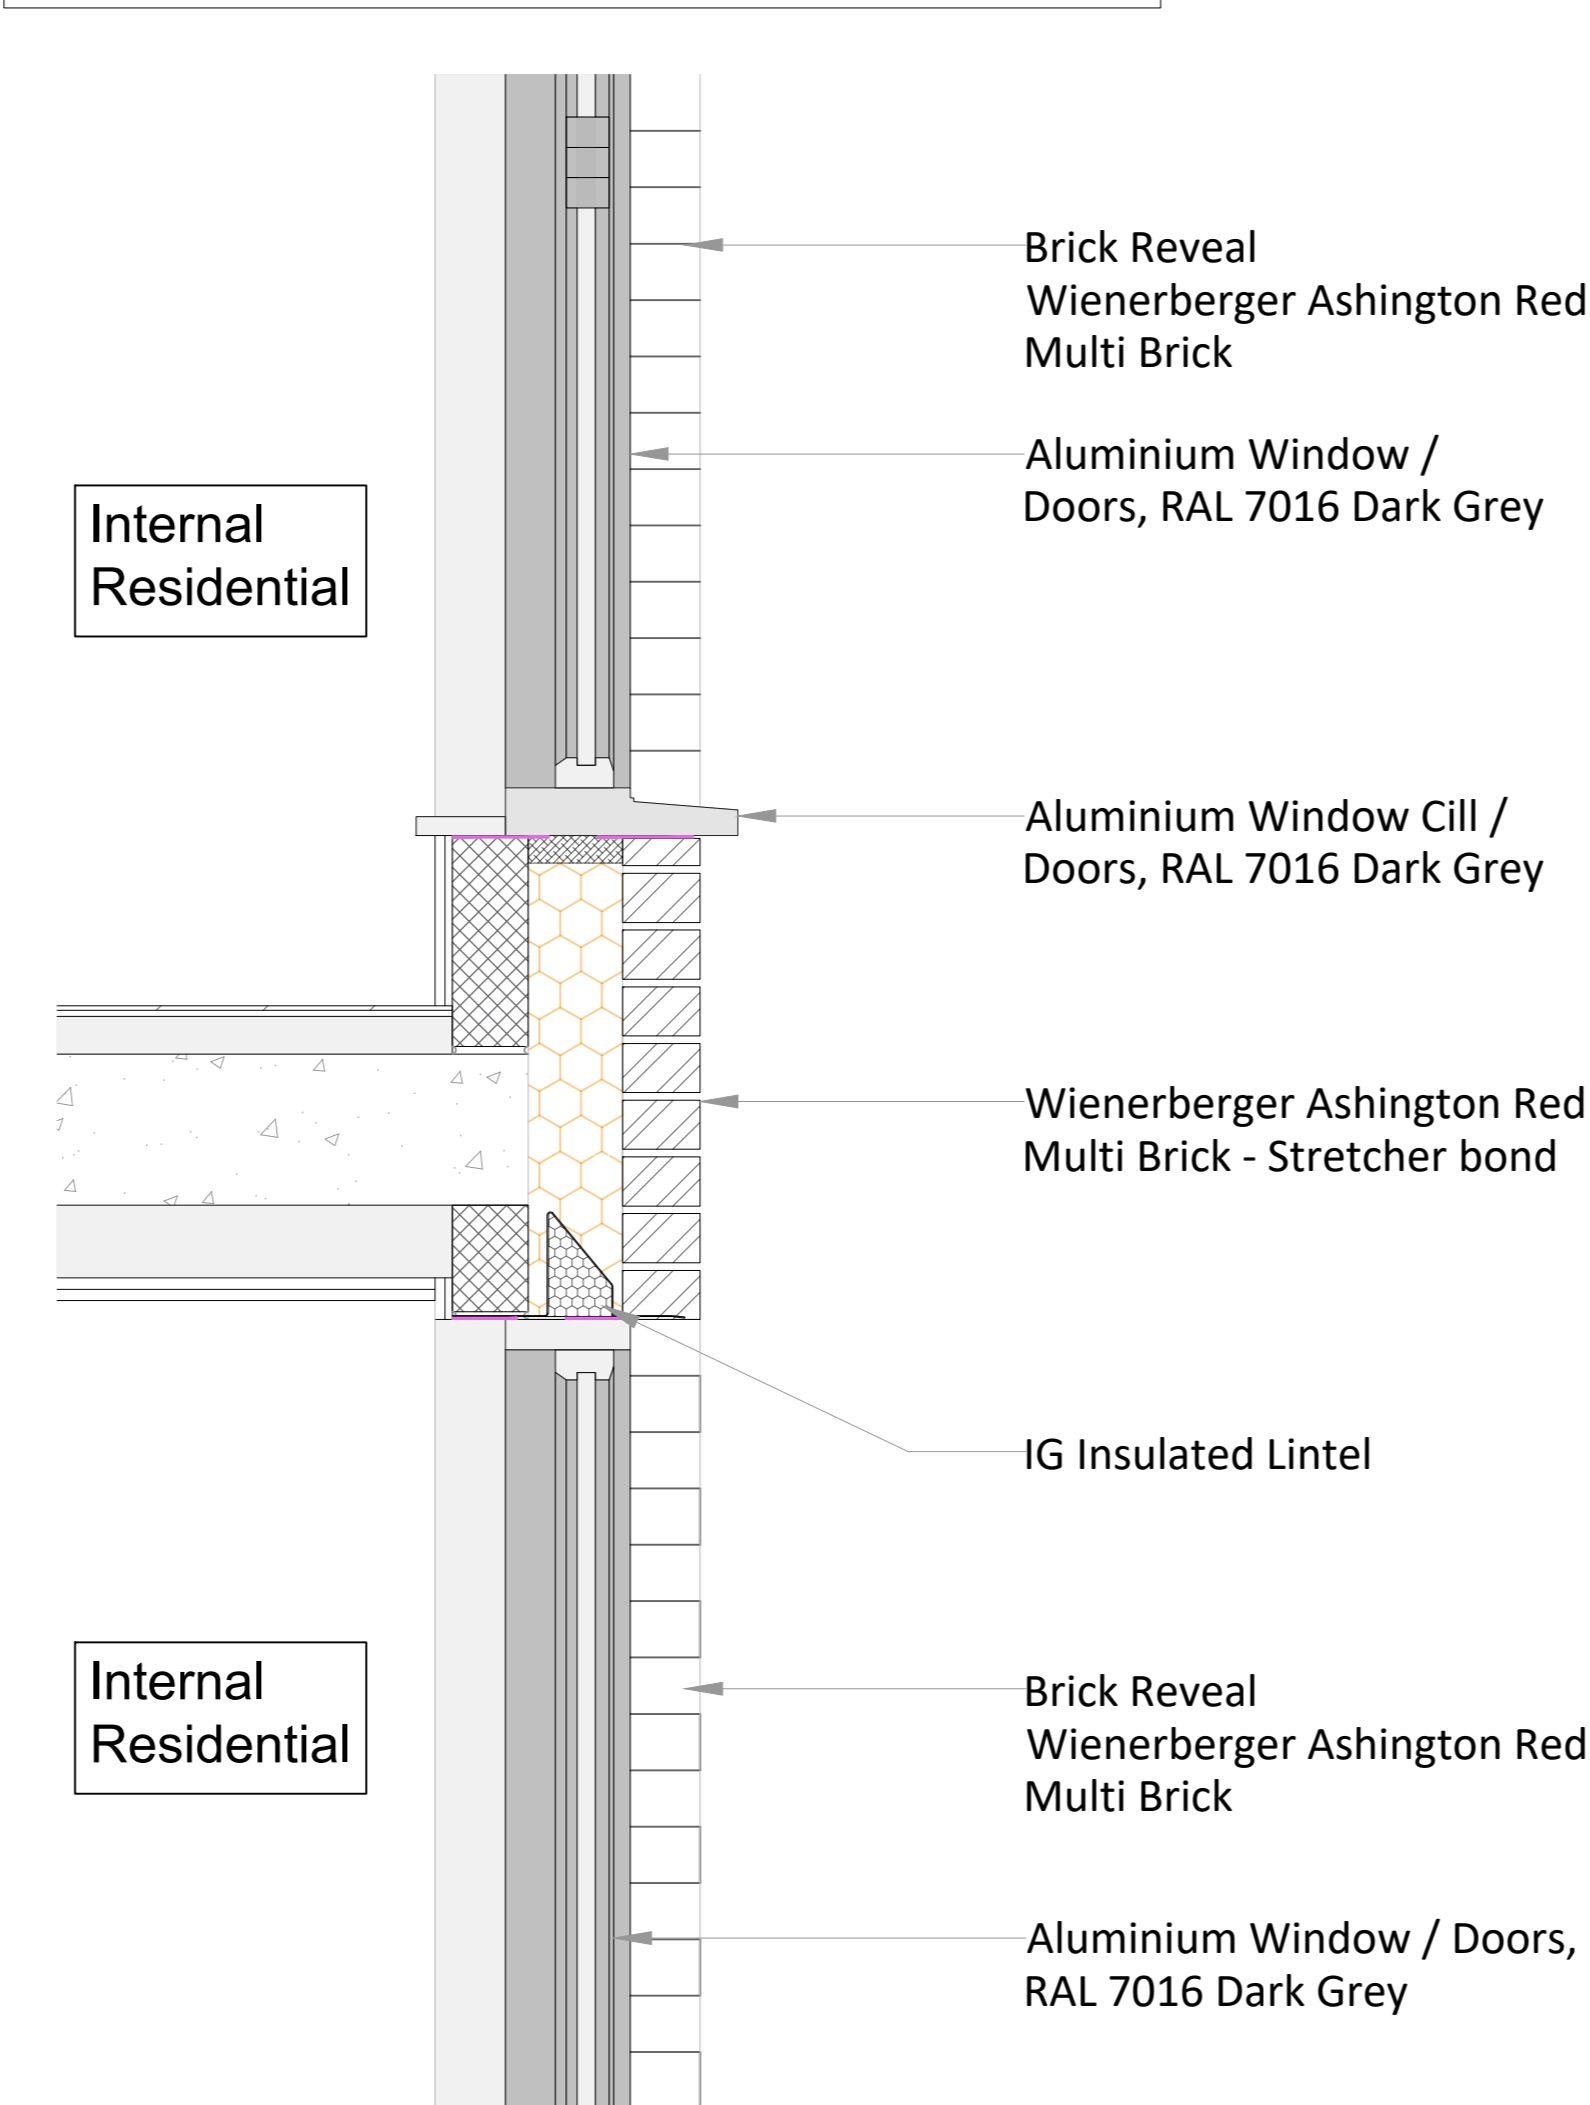 Brick Reveal
Wienerberger Ashington Red
Multi Brick
Aluminium Window /
Doors, RAL 7016 Dark Grey
Internal
Residential
Aluminium Window Cill /
Doors, RAL 7016 Dark Grey
Wienerberger Ashington Red
Multi Brick - Stretcher bond
IG Insulated Lintel
Internal
Residential
Brick Reveal
Wienerberger Ashington Red
Multi Brick
Aluminium Window / Doors,
RAL 7016 Dark Grey